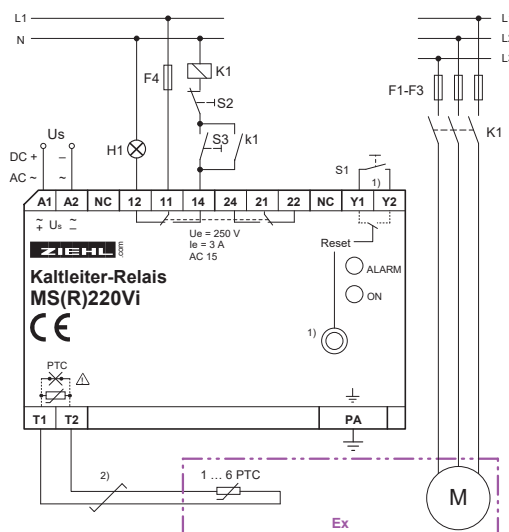 L1
N
L
L2
L3
F4
K1
S2
S3
k1
F1-F3
K1
Us
DC + –
AC ~ ~
H1
S1
1)
A1 A2 NC 12 11 14 24 21 22 NC Y1 Y2
~ Us ~
+ –
Ue = 250 V
Ie = 3 A
AC 15
Reset
ZIEHL
.com
ALARM
Kaltleiter-Relais
MS(R)220Vi
ON
CE
1)
PTC
T1 T2 PA
2)
1 ... 6 PTC
M
Ex